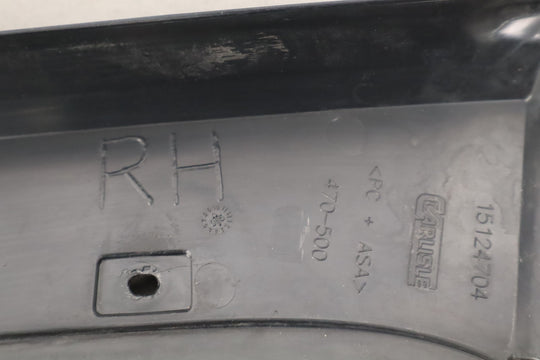 RH
470-500
<PC + ASA>
CARLISLE
15124704